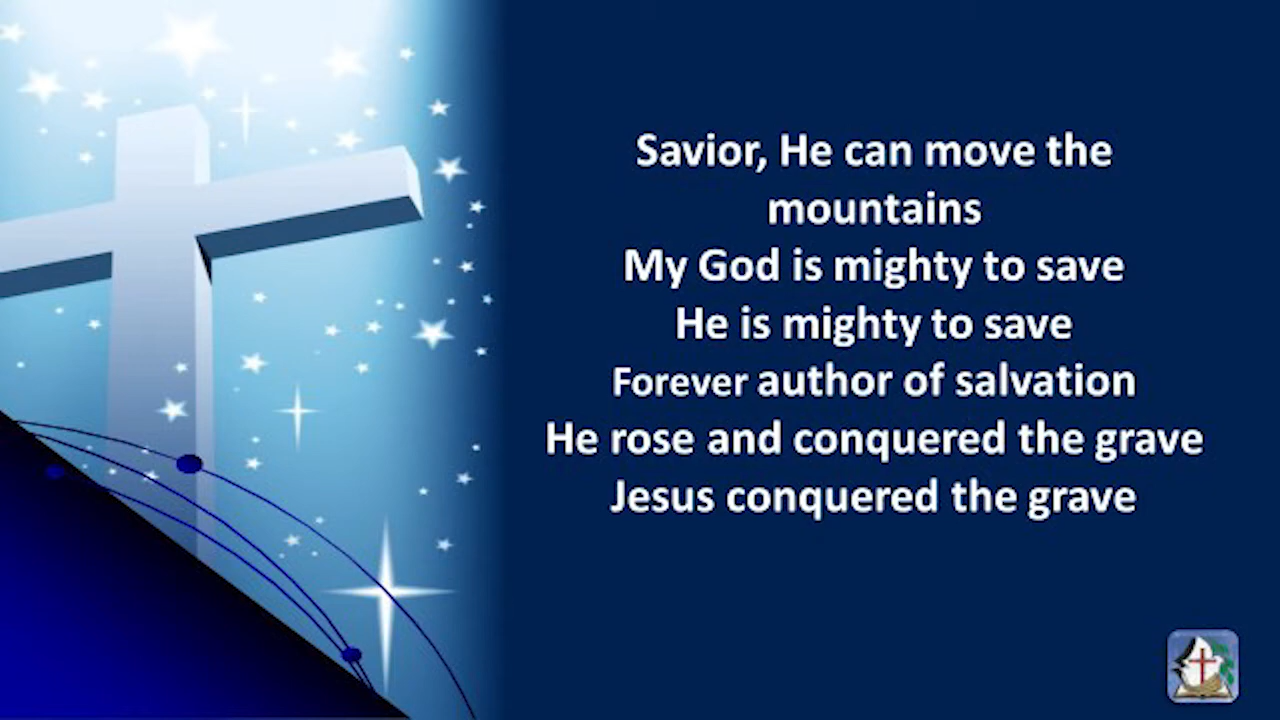 Savior, He can move the
mountains
My God is mighty to save
He is mighty to save
Forever author of salvation
He rose and conquered the grave
Jesus conquered the grave